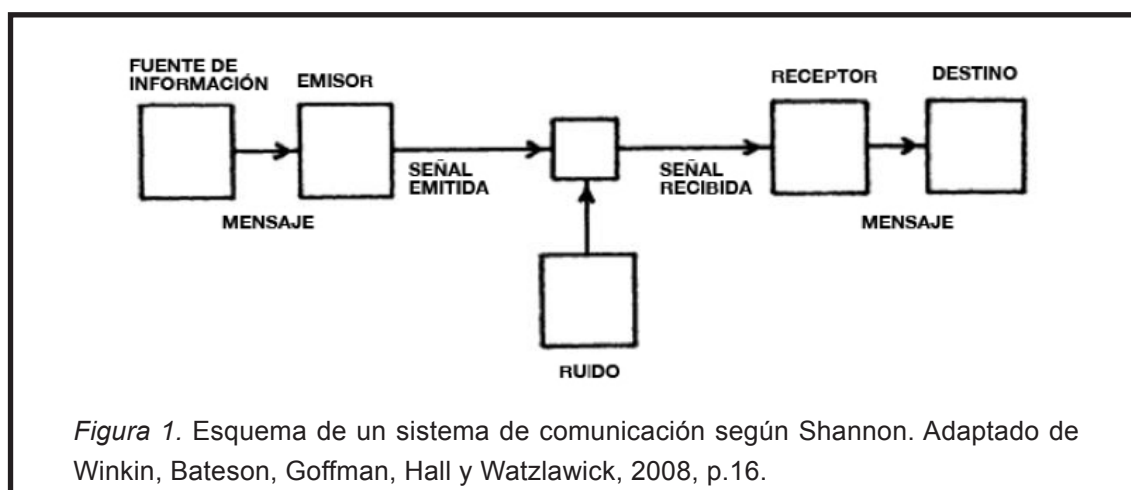 FUENTE DE
INFORMACIÓN
EMISOR
RECEPTOR
DESTINO
SEÑAL
EMITIDA
SEÑAL
RECIBIDA
MENSAJE
MENSAJE
RUIDO
Figura 1. Esquema de un sistema de comunicación según Shannon. Adaptado de
Winkin, Bateson, Goffman, Hall y Watzlawick, 2008, p.16.